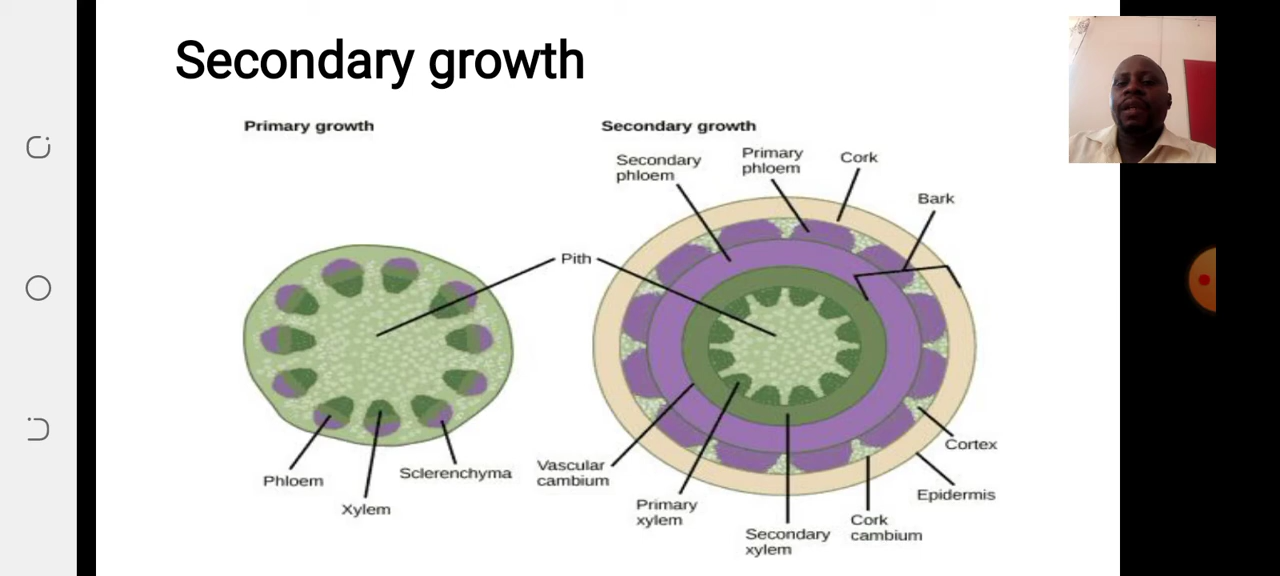 Secondary growth
Primary growth
Secondary growth
Secondary
phloem
Primary
phloem
Cork
Bark
Pith
Phloem
Xylem
Sclerenchyma
Vascular
cambium
Primary
xylem
Secondary
xylem
Cork
cambium
Epidermis
Cortex